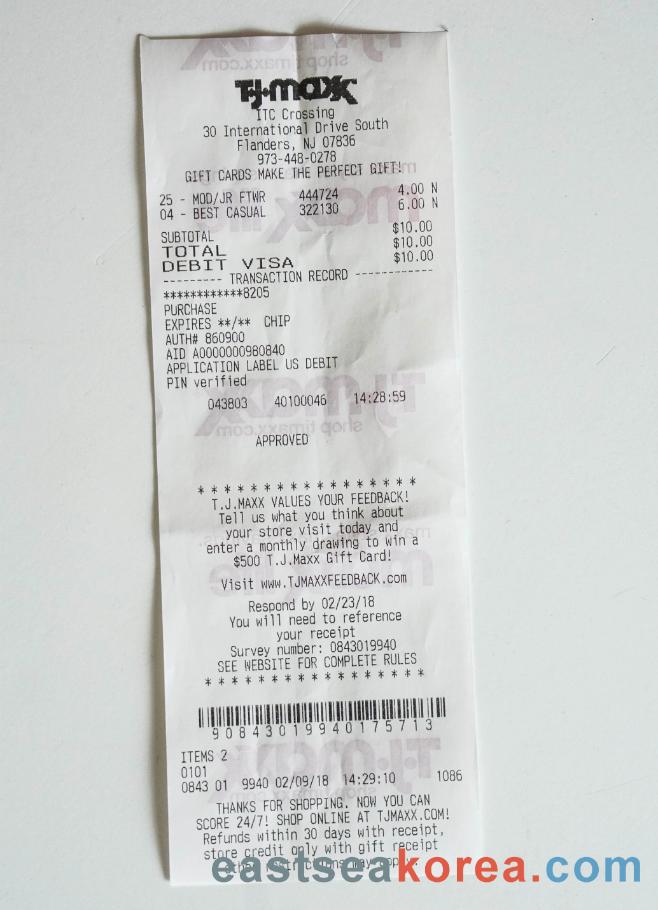 T·J·maxx
ITC Crossing
30 International Drive South
Flanders, NJ 07836
973-448-0278
GIFT CARDS MAKE THE PERFECT GIFT!
25 - MOD/JR FTWR 444724 4.00 N
04 - BEST CASUAL 322130 6.00 N
SUBTOTAL $10.00
TOTAL $10.00
DEBIT VISA $10.00
--------- TRANSACTION RECORD ------------
************8205
PURCHASE
EXPIRES **/** CHIP
AUTH# 860900
AID A0000000980840
APPLICATION LABEL US DEBIT
PIN verified
043803 40100046 14:28:59
APPROVED
* * * * * * * * * * * * * * * * *
T.J.MAXX VALUES YOUR FEEDBACK!
Tell us what you think about
your store visit today and
enter a monthly drawing to win a
$500 T.J.Maxx Gift Card!
Visit www.TJMAXXFEEDBACK.com
Respond by 02/23/18
You will need to reference
your receipt
Survey number: 0843019940
SEE WEBSITE FOR COMPLETE RULES
* * * * * * * * * * * * * * * * *
90843019940175713
ITEMS 2
0101
0843 01 9940 02/09/18 14:29:10 1086
THANKS FOR SHOPPING. NOW YOU CAN
SCORE 24/7! SHOP ONLINE AT TJMAXX.COM!
Refunds within 30 days with receipt,
store credit only with gift receipt
eastseakorea.com